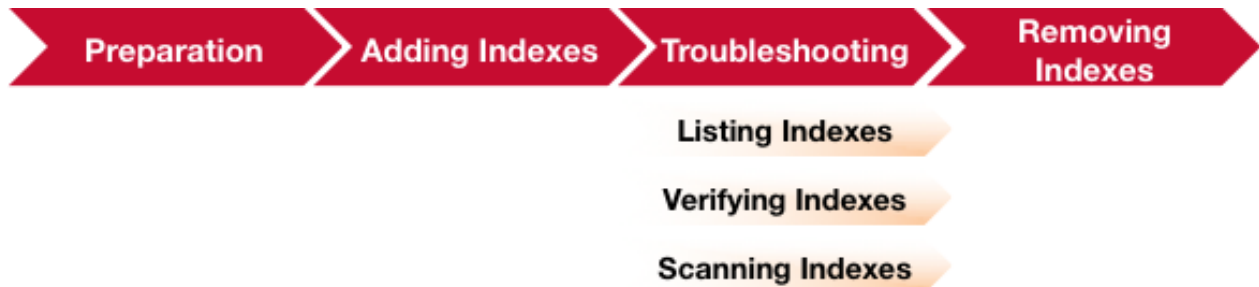 Preparation
Adding Indexes
Troubleshooting
Removing
Indexes
Listing Indexes
Verifying Indexes
Scanning Indexes